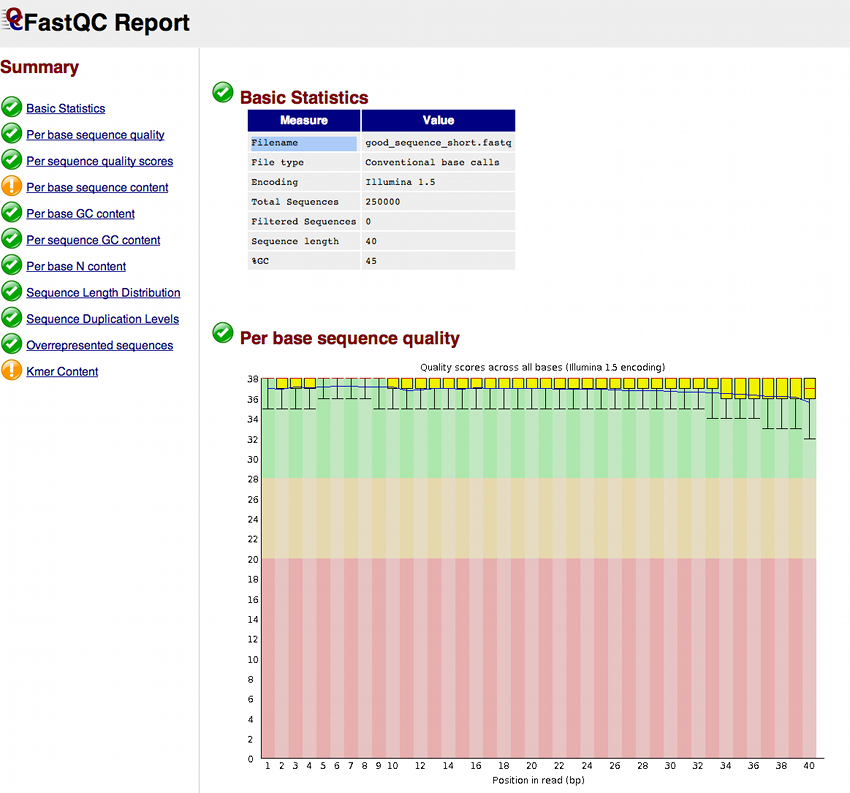 FastQC Report
Summary
Basic Statistics
Per base sequence quality
Per sequence quality scores
Per base sequence content
Per base GC content
Per sequence GC content
Per base N content
Sequence Length Distribution
Sequence Duplication Levels
Overrepresented sequences
Kmer Content
Basic Statistics
Measure Value
Filename good_sequence_short.fastq
File type Conventional base calls
Encoding Illumina 1.5
Total Sequences 250000
Filtered Sequences 0
Sequence length 40
%GC 45
Per base sequence quality
Quality scores across all bases (Illumina 1.5 encoding)
38
36
34
32
30
28
26
24
22
20
18
16
14
12
10
8
6
4
2
0
1 2 3 4 5 6 7 8 9 10 12 14 16 18 20 22 24 26 28 30 32 34 36 38 40
Position in read (bp)